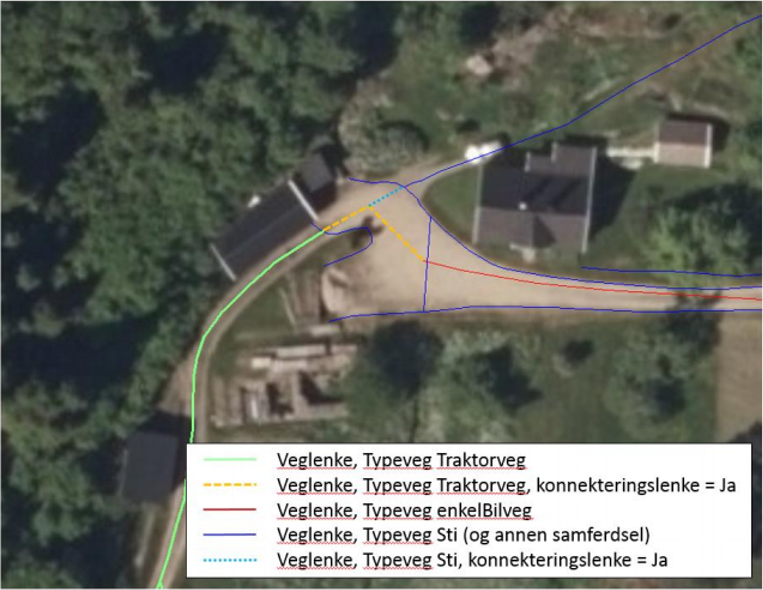 Veglenke, Typeveg Traktorveg
Veglenke, Typeveg Traktorveg, konnekteringslenke = Ja
Veglenke, Typeveg enkelBilveg
Veglenke, Typeveg Sti (og annen samferdsel)
Veglenke, Typeveg Sti, konnekteringslenke = Ja